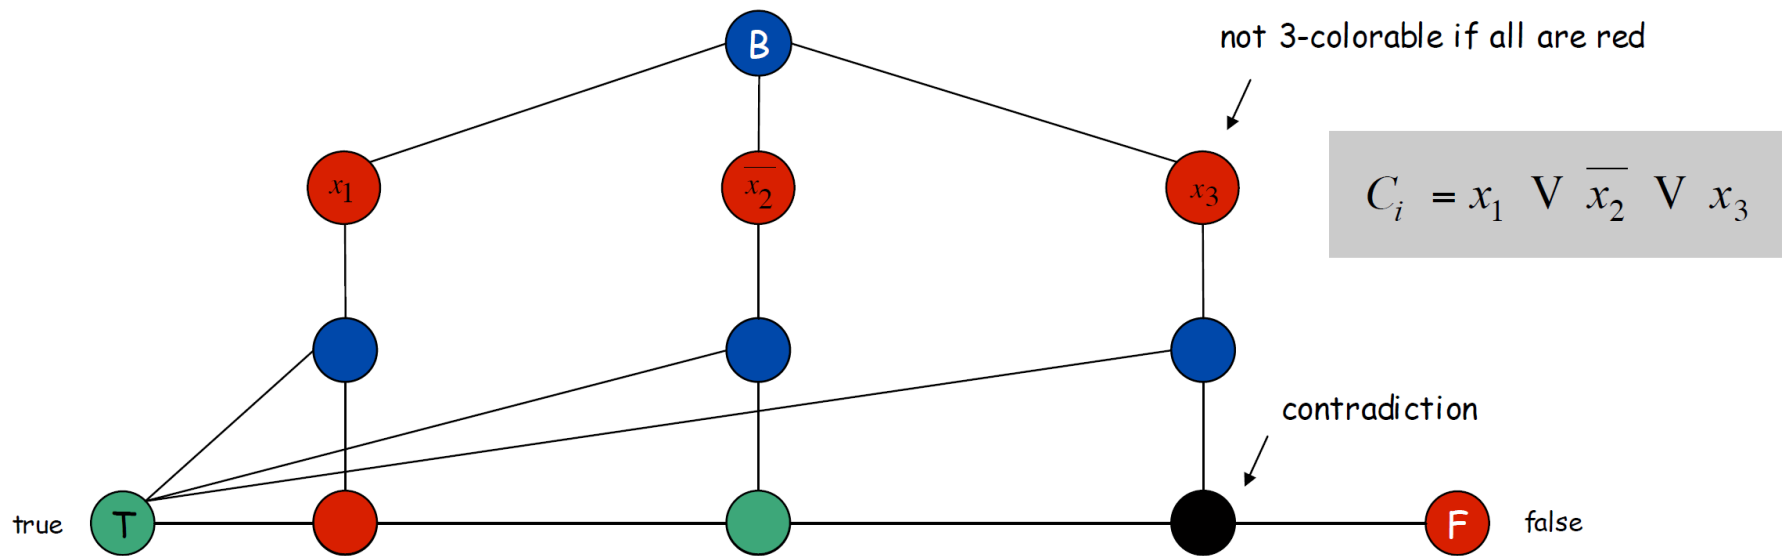 B
not 3-colorable if all are red
x₁
x̅₂
x₃
Cᵢ = x₁ V x̅₂ V x₃
contradiction
true
T
F
false